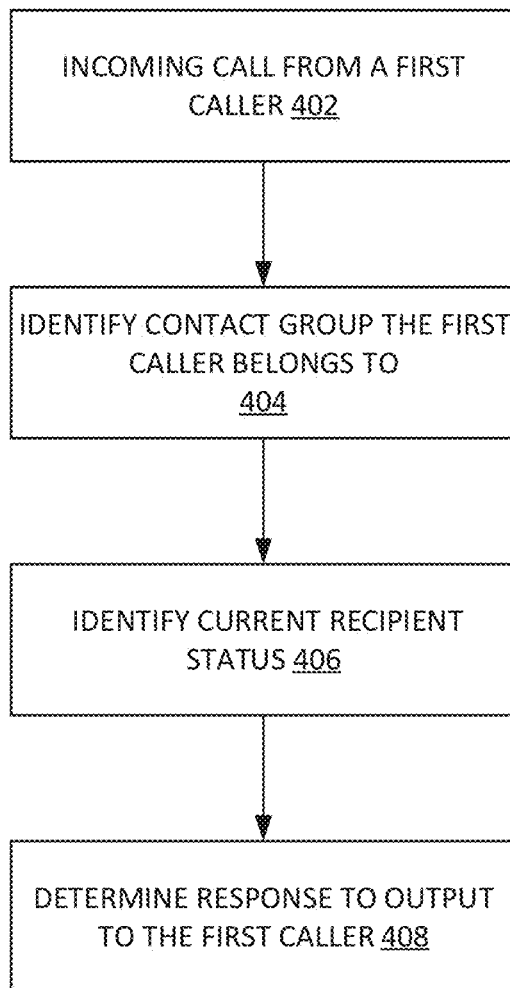 INCOMING CALL FROM A FIRST
CALLER 402
IDENTIFY CONTACT GROUP THE FIRST
CALLER BELONGS TO
404
IDENTIFY CURRENT RECIPIENT
STATUS 406
DETERMINE RESPONSE TO OUTPUT
TO THE FIRST CALLER 408